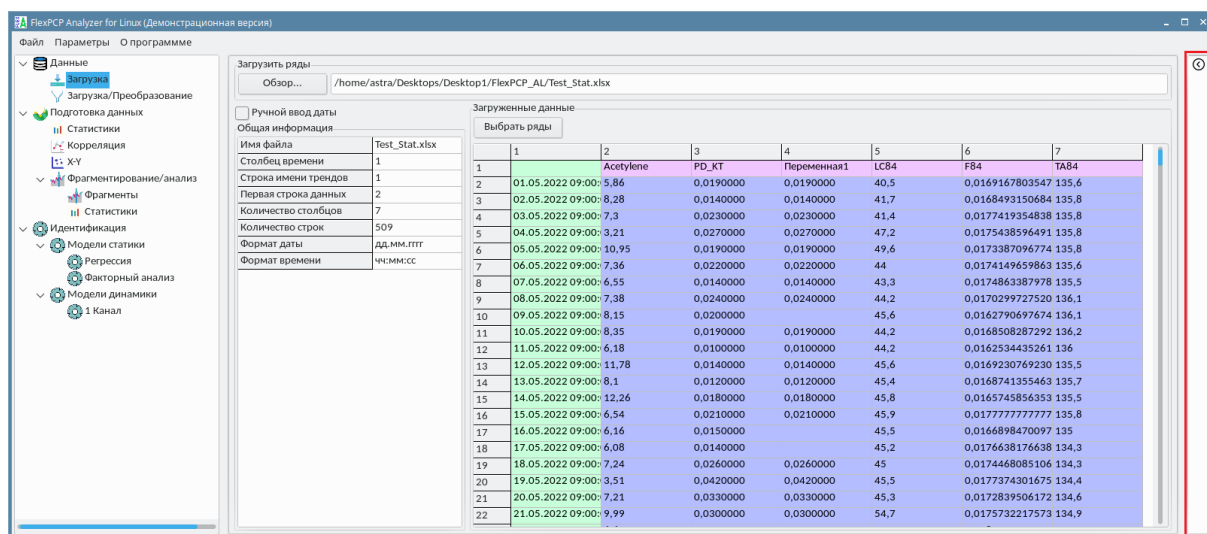 FlexPCP Analyzer for Linux (Демонстрационная версия)
Файл Параметры О программме
Данные
Загрузка
Загрузка/Преобразование
Подготовка данных
Статистики
Корреляция
X-Y
Фрагментирование/анализ
Фрагменты
Статистики
Идентификация
Модели статики
Регрессия
Факторный анализ
Модели динамики
1 Канал
Загрузить ряды
Обзор... /home/astra/Desktops/Desktop1/FlexPCP_AL/Test_Stat.xlsx
Ручной ввод даты
Общая информация
Имя файла Test_Stat.xlsx
Столбец времени 1
Строка имени трендов 1
Первая строка данных 2
Количество столбцов 7
Количество строк 509
Формат даты дд.мм.гггг
Формат времени чч:мм:сс
Загруженные данные
Выбрать ряды
1 2 3 4 5 6 7
1 Acetylene PD_KT Переменная1 LC84 F84 TA84
2 01.05.2022 09:00: 5,86 0,0190000 0,0190000 40,5 0,0169167803547 135,6
3 02.05.2022 09:00: 8,28 0,0140000 0,0140000 41,7 0,0168493150684 135,8
4 03.05.2022 09:00: 7,3 0,0230000 0,0230000 41,4 0,0177419354838 135,8
5 04.05.2022 09:00: 3,21 0,0270000 0,0270000 47,2 0,0175438596491 135,8
6 05.05.2022 09:00: 10,95 0,0190000 0,0190000 49,6 0,0173387096774 135,8
7 06.05.2022 09:00: 7,36 0,0220000 0,0220000 44 0,0174149659863 135,6
8 07.05.2022 09:00: 6,55 0,0140000 0,0140000 43,3 0,0174863387978 135,5
9 08.05.2022 09:00: 7,38 0,0240000 0,0240000 44,2 0,0170299727520 136,1
10 09.05.2022 09:00: 8,15 0,0200000 45,6 0,0162790697674 136,1
11 10.05.2022 09:00: 8,35 0,0190000 0,0190000 44,2 0,0168508287292 136,2
12 11.05.2022 09:00: 6,18 0,0100000 0,0100000 44,2 0,0162534435261 136
13 12.05.2022 09:00: 11,78 0,0140000 0,0140000 45,6 0,0169230769230 135,5
14 13.05.2022 09:00: 8,1 0,0120000 0,0120000 45,4 0,0168741355463 135,7
15 14.05.2022 09:00: 12,26 0,0180000 0,0180000 45,8 0,0165745856353 135,5
16 15.05.2022 09:00: 6,54 0,0210000 0,0210000 45,9 0,0177777777777 135,8
17 16.05.2022 09:00: 6,16 0,0150000 45,5 0,0166898470097 135
18 17.05.2022 09:00: 6,08 0,0140000 45,2 0,0176638176638 134,3
19 18.05.2022 09:00: 7,24 0,0260000 0,0260000 45 0,0174468085106 134,3
20 19.05.2022 09:00: 3,51 0,0420000 0,0420000 45,5 0,0177374301675 134,4
21 20.05.2022 09:00: 7,21 0,0330000 0,0330000 45,3 0,0172839506172 134,6
22 21.05.2022 09:00: 9,99 0,0300000 0,0300000 54,7 0,0175732217573 134,9